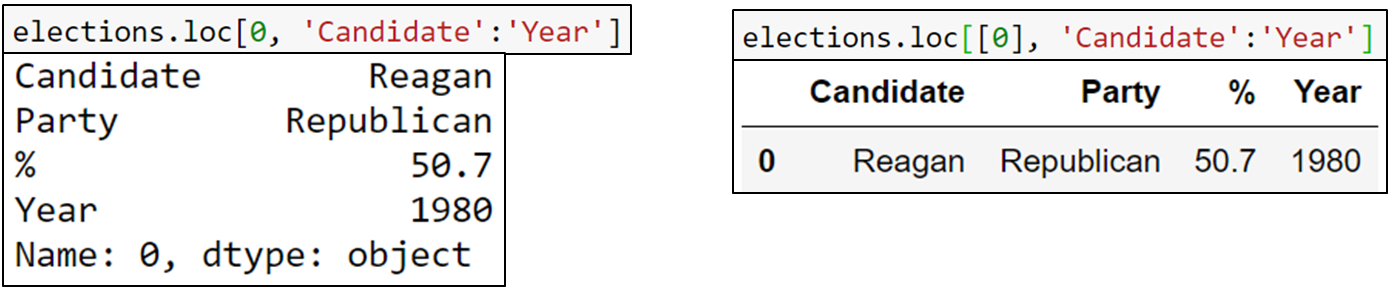 elections.loc[0, 'Candidate':'Year']
Candidate Reagan
Party Republican
% 50.7
Year 1980
Name: 0, dtype: object
elections.loc[[0], 'Candidate':'Year']
Candidate Party % Year
0 Reagan Republican 50.7 1980